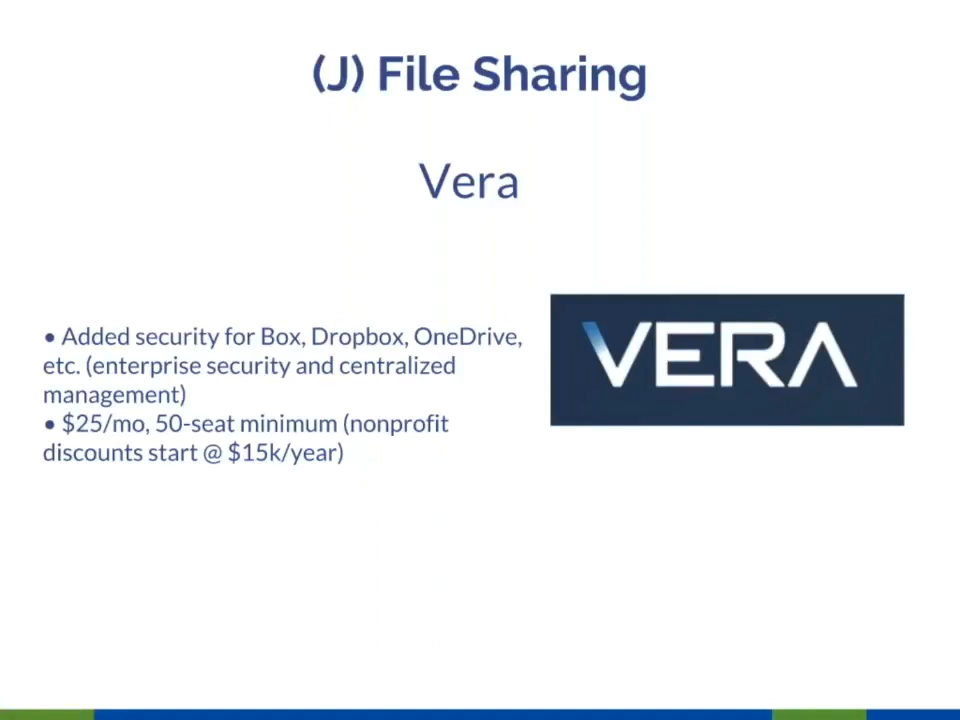 (J) File Sharing
Vera
• Added security for Box, Dropbox, OneDrive,
etc. (enterprise security and centralized
management)
• $25/mo, 50-seat minimum (nonprofit
discounts start @ $15k/year)
VERA